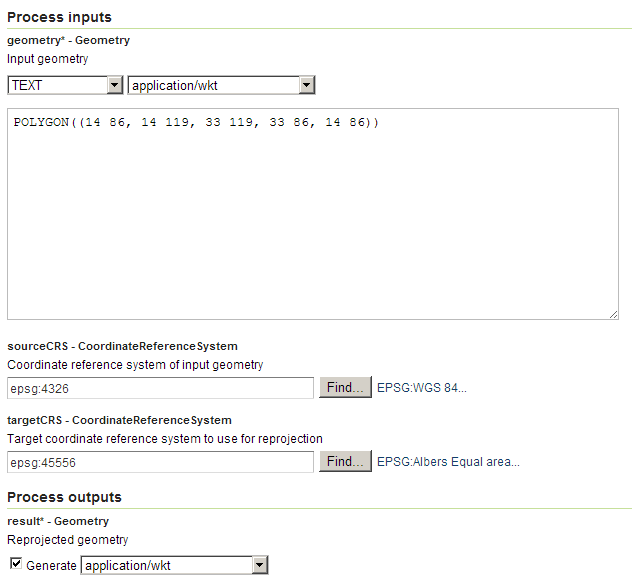 Process inputs
geometry* - Geometry
Input geometry
TEXT application/wkt
POLYGON((14 86, 14 119, 33 119, 33 86, 14 86))
sourceCRS - CoordinateReferenceSystem
Coordinate reference system of input geometry
epsg:4326 Find... EPSG:WGS 84...
targetCRS - CoordinateReferenceSystem
Target coordinate reference system to use for reprojection
epsg:45556 Find... EPSG:Albers Equal area...
Process outputs
result* - Geometry
Reprojected geometry
Generate application/wkt